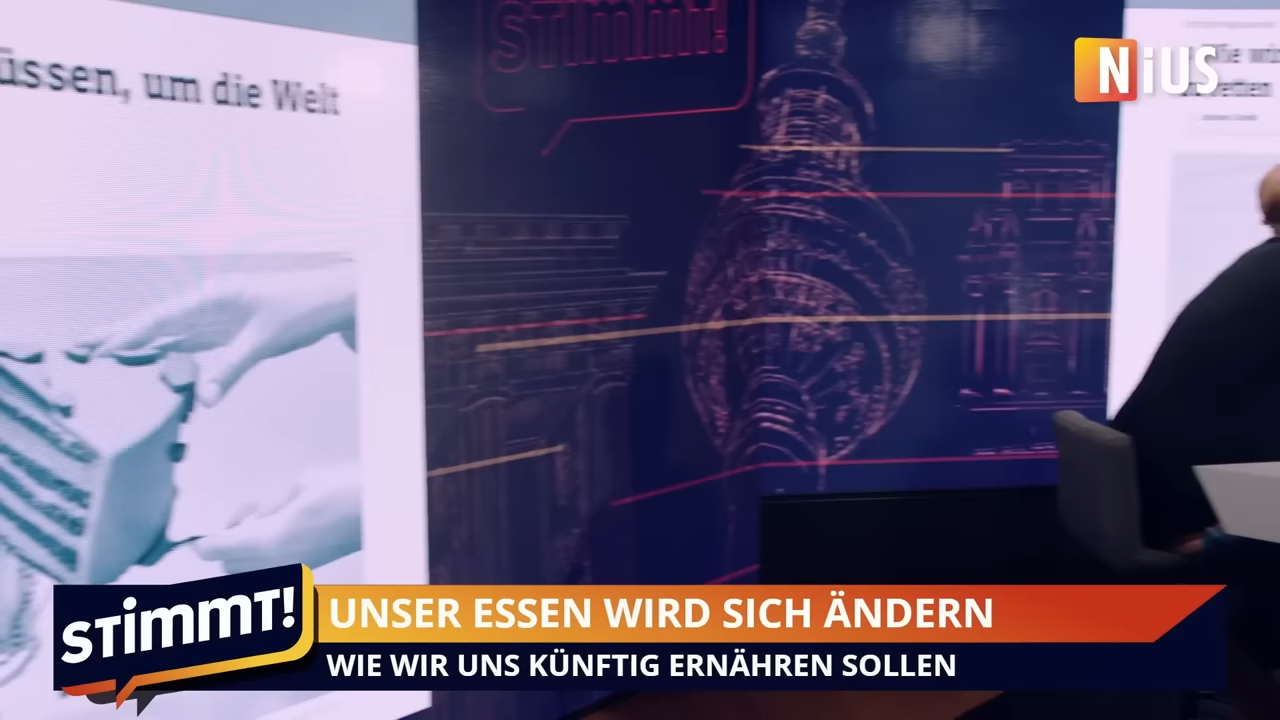 stimmt!
üssen, um die Welt
NiUS
stimmt!
UNSER ESSEN WIRD SICH ÄNDERN
WIE WIR UNS KÜNFTIG ERNÄHREN SOLLEN